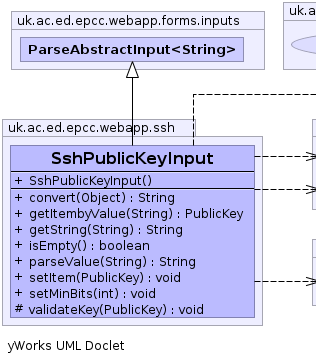 uk.ac.ed.epcc.webapp.forms.inputs
uk.a
ParseAbstractInput<String>
uk.ac.ed.epcc.webapp.ssh
SshPublicKeyInput
+ SshPublicKeyInput()
+ convert(Object) : String
+ getItembyValue(String) : PublicKey
+ getString(String) : String
+ isEmpty() : boolean
+ parseValue(String) : String
+ setItem(PublicKey) : void
+ setMinBits(int) : void
# validateKey(PublicKey) : void
yWorks UML Doclet